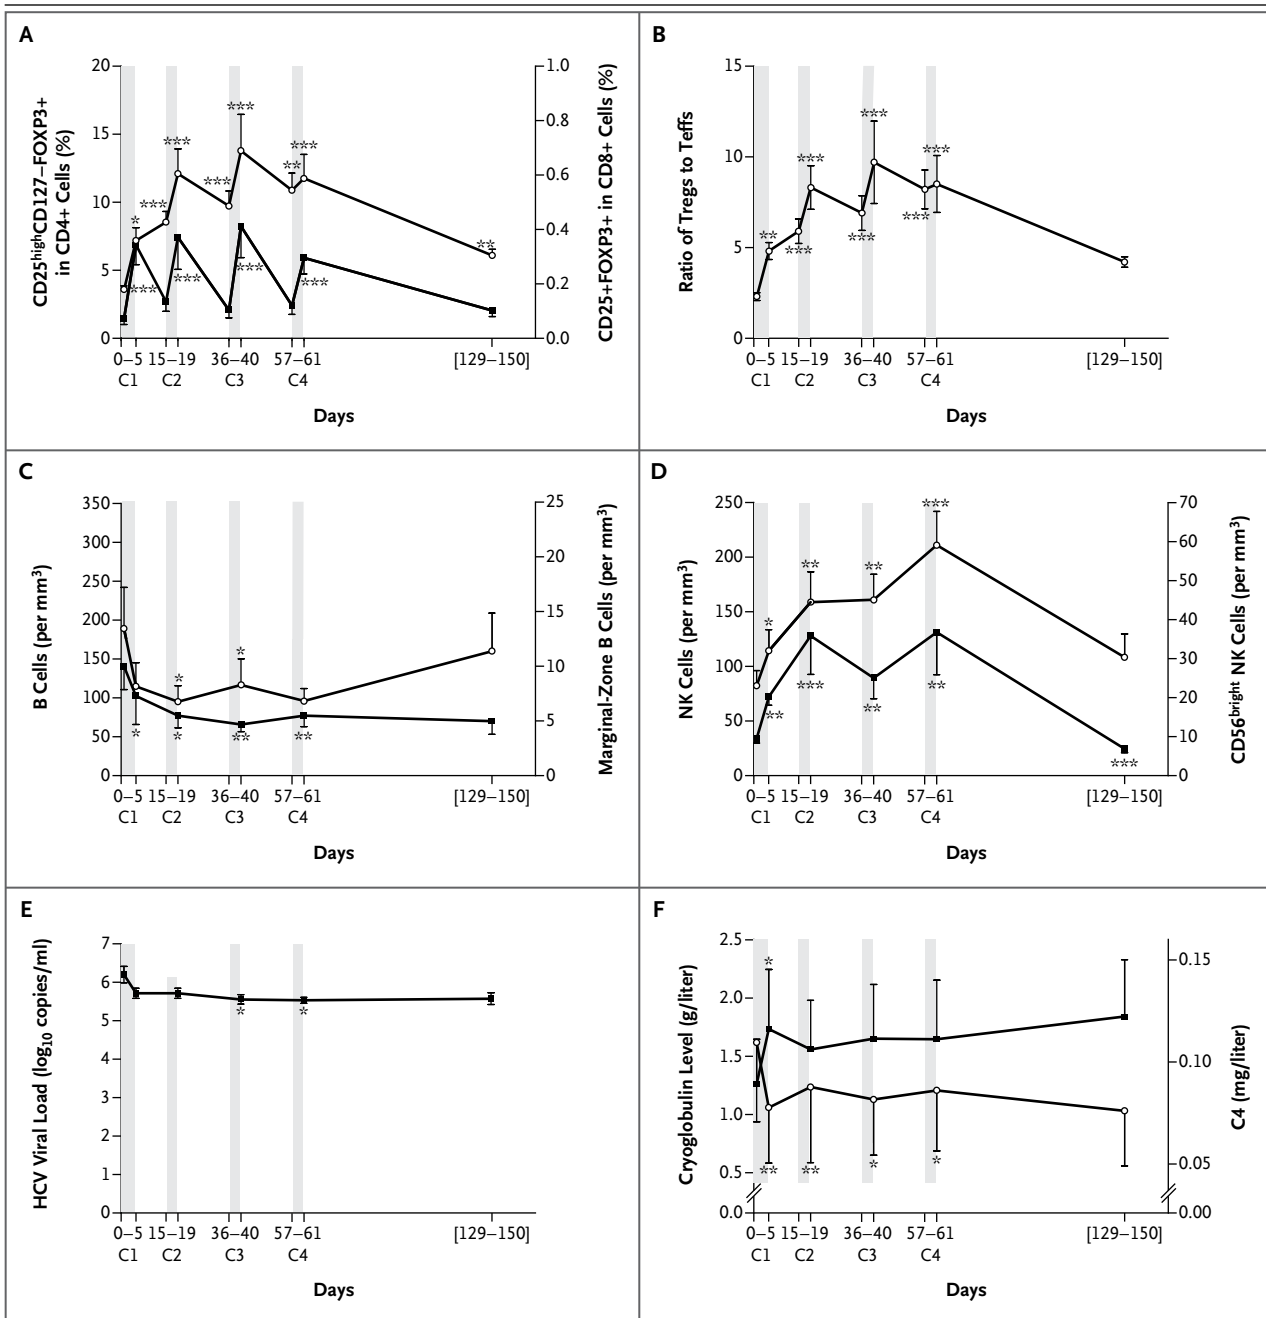 A
CD25highCD127–FOXP3+
in CD4+ Cells (%)
20
15
10
5
0
1.0
0.8
0.6
0.4
0.2
0.0
CD25+FOXP3+ in CD8+ Cells (%)
*
***
***
***
***
***
***
***
**
***
***
**
0–5 15–19 36–40 57–61 [129–150]
C1 C2 C3 C4
Days
B
Ratio of Tregs to Teffs
15
10
5
0
**
***
***
***
***
***
***
0–5 15–19 36–40 57–61 [129–150]
C1 C2 C3 C4
Days
C
B Cells (per mm3)
350
300
250
200
150
100
50
0
25
20
15
10
5
0
Marginal-Zone B Cells (per mm3)
*
*
*
*
**
**
0–5 15–19 36–40 57–61 [129–150]
C1 C2 C3 C4
Days
D
NK Cells (per mm3)
250
200
150
100
50
0
70
60
50
40
30
20
10
0
CD56bright NK Cells (per mm3)
*
**
**
***
**
***
**
**
***
0–5 15–19 36–40 57–61 [129–150]
C1 C2 C3 C4
Days
E
HCV Viral Load (log10 copies/ml)
7
6
5
4
3
2
1
0
*
*
0–5 15–19 36–40 57–61 [129–150]
C1 C2 C3 C4
Days
F
Cryoglobulin Level (g/liter)
2.5
2.0
1.5
1.0
0.5
0.0
0.15
0.10
0.05
0.00
C4 (mg/liter)
*
**
**
*
*
0–5 15–19 36–40 57–61 [129–150]
C1 C2 C3 C4
Days